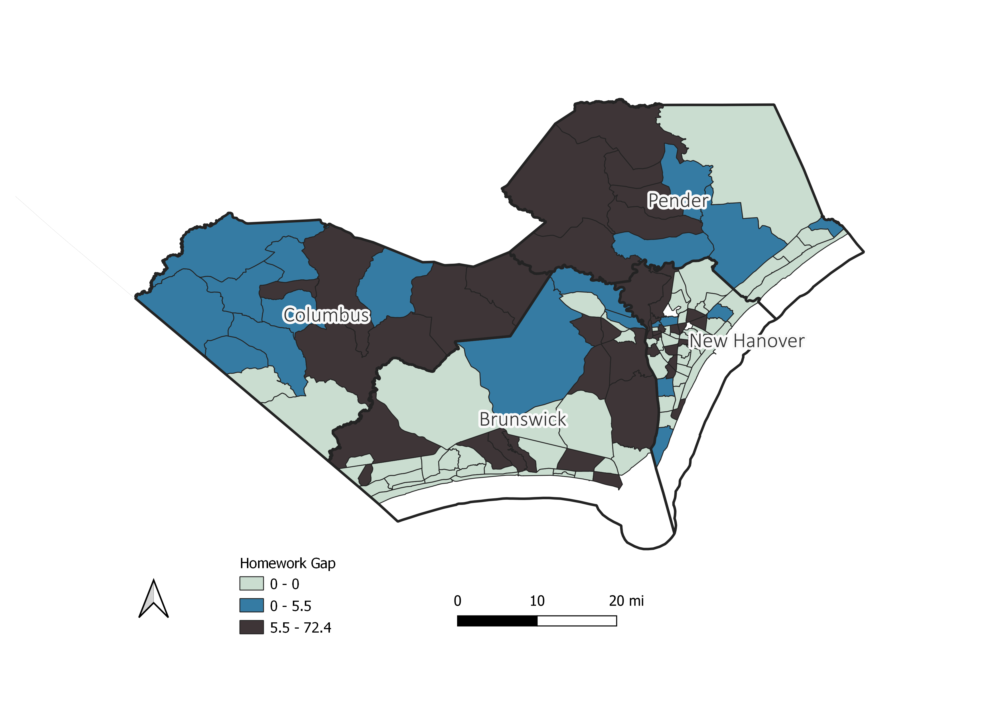 Pender
Columbus
New Hanover
Brunswick
Homework Gap
0 - 0
0 - 5.5
5.5 - 72.4
0 10 20 mi